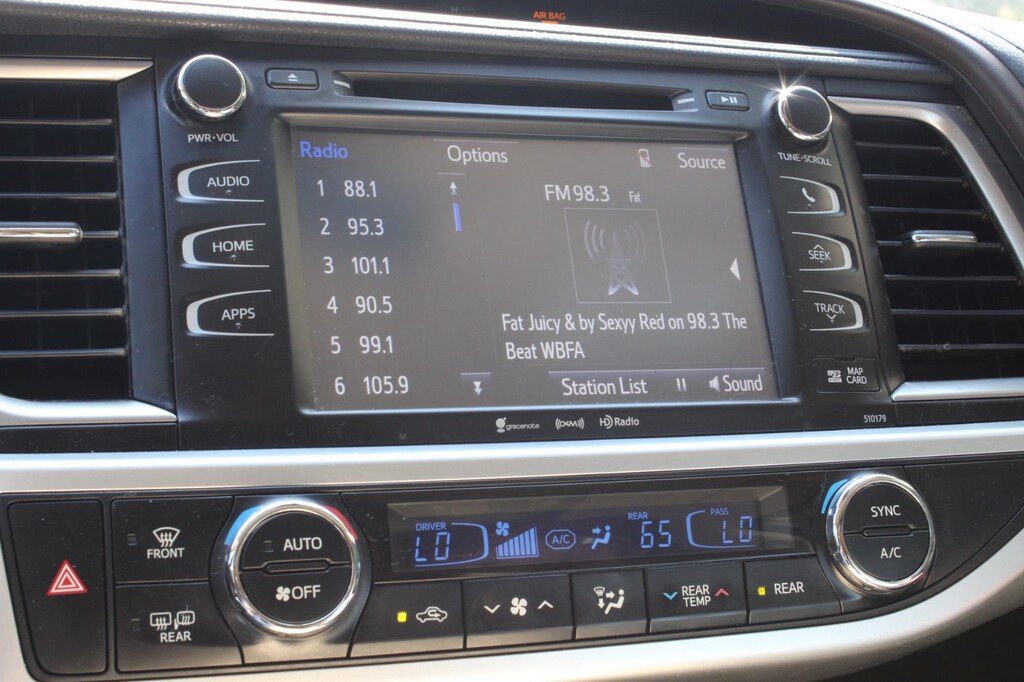 AIR BAG
PWR•VOL
AUDIO
HOME
APPS
Radio
Options
Source
1 88.1
2 95.3
3 101.1
4 90.5
5 99.1
6 105.9
FM 98.3 Fat
Fat Juicy & by Sexyy Red on 98.3 The
Beat WBFA
Station List
Sound
TUNE•SCROLL
SEEK
TRACK
MAP
CARD
510179
gracenote
((XM))
HD Radio
FRONT
REAR
AUTO
OFF
DRIVER
LO
A/C
REAR
65
PASS
LO
REAR
TEMP
REAR
SYNC
A/C